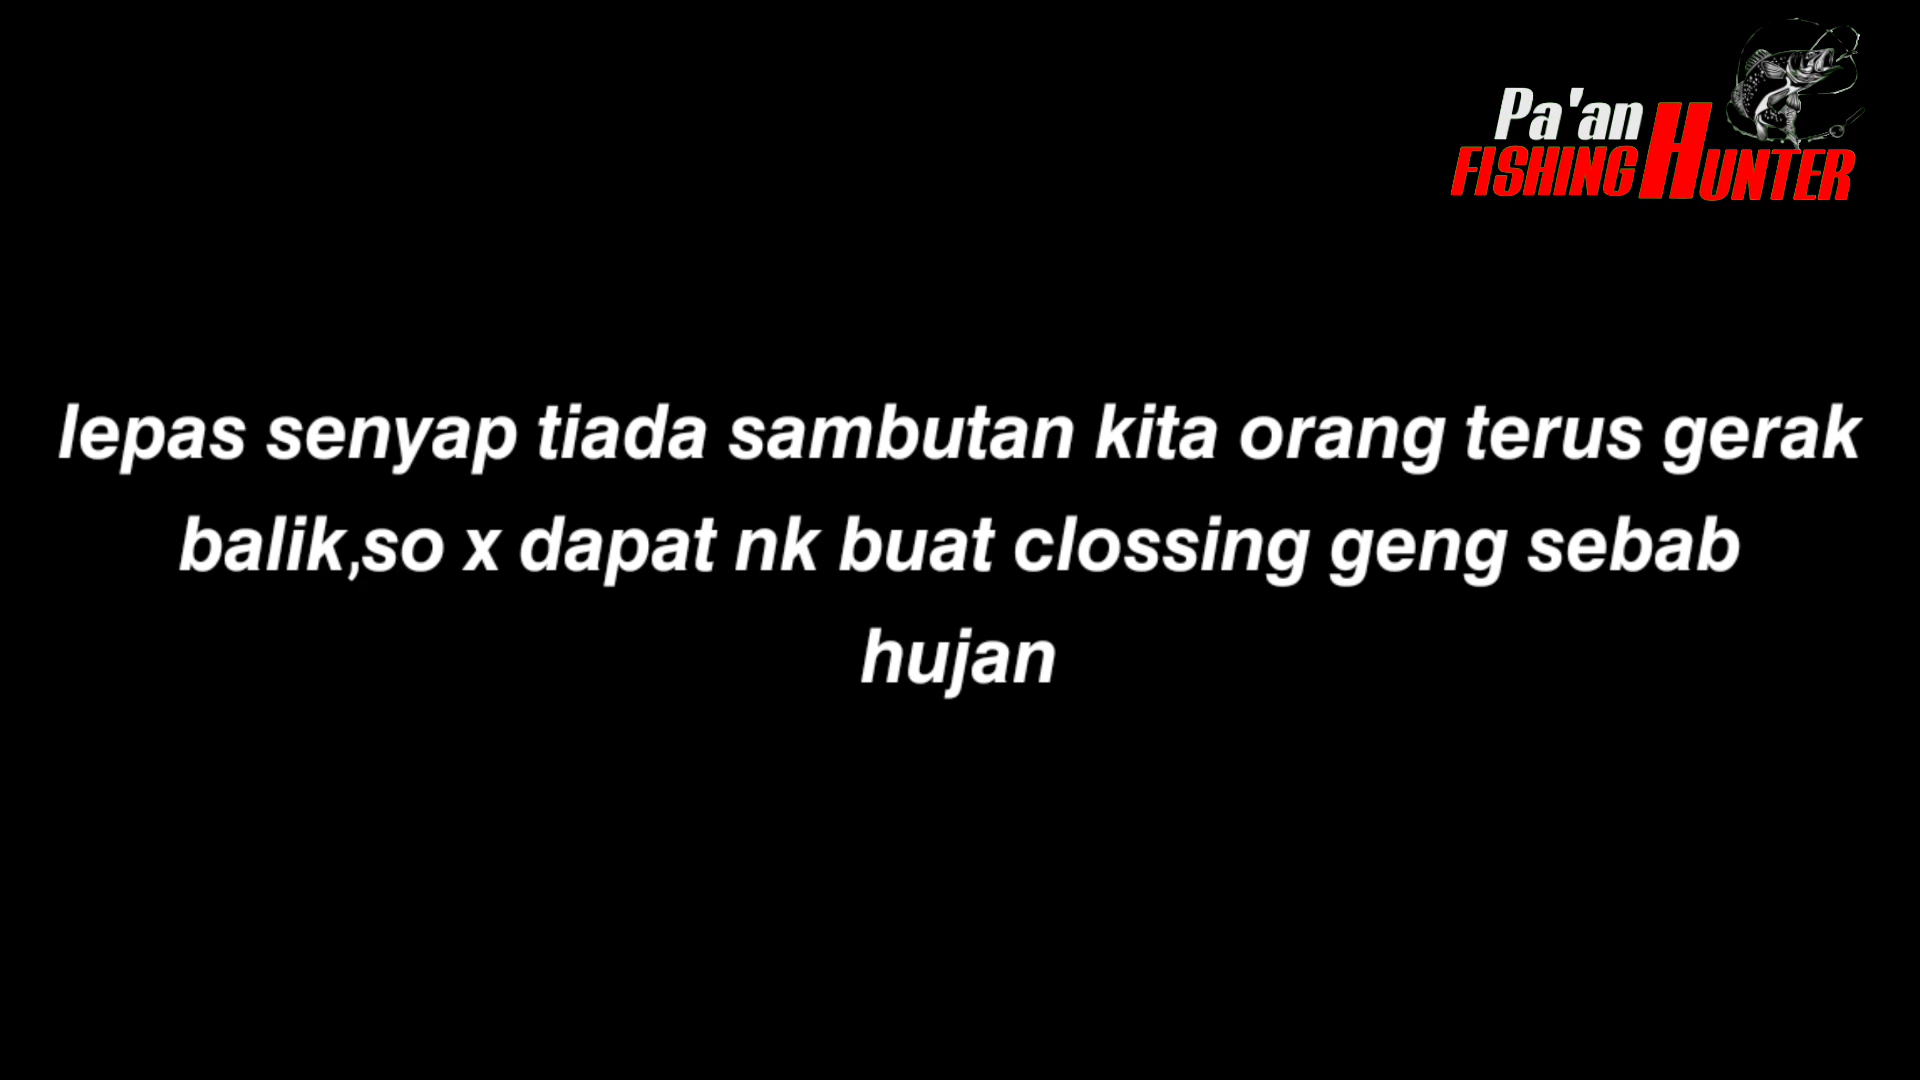 Pa'an
FISHING HUNTER
lepas senyap tiada sambutan kita orang terus gerak
balik,so x dapat nk buat clossing geng sebab
hujan